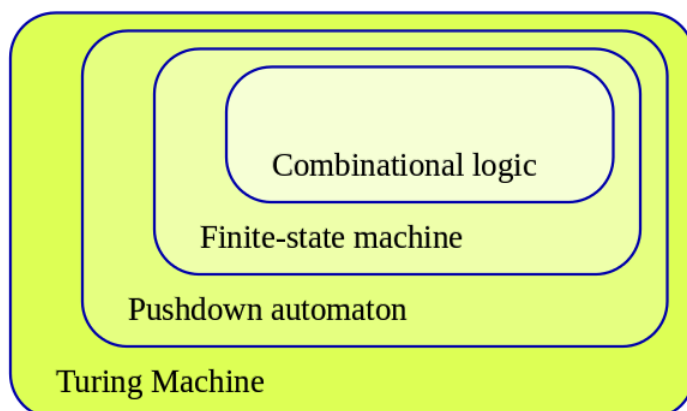 Combinational logic
Finite-state machine
Pushdown automaton
Turing Machine